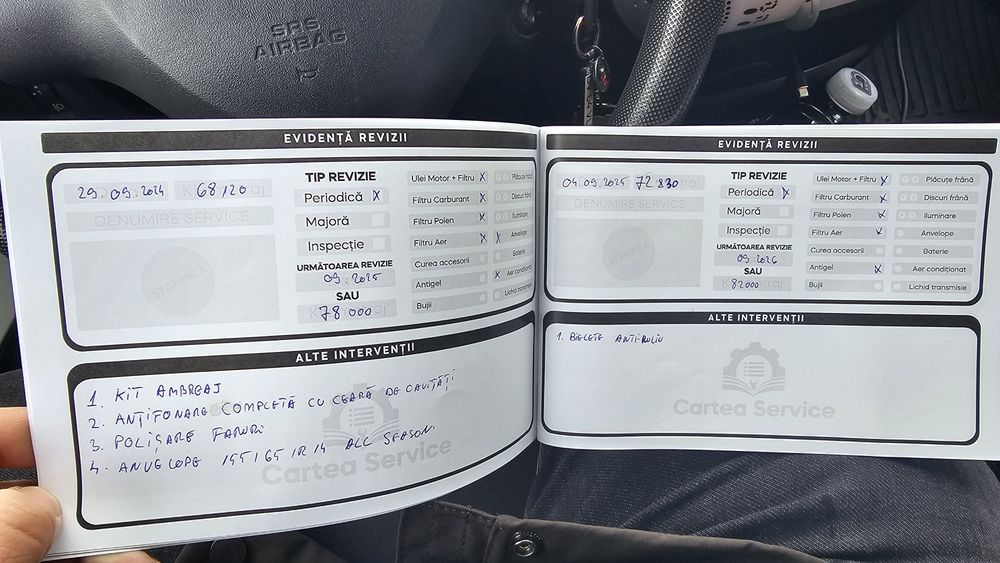 SRS
AIRBAG
EVIDENȚĂ REVIZII
29.09.2024 68120
DENUMIRE SERVICE
TIP REVIZIE
Periodică X
Majoră
Inspecție
URMĂTOAREA REVIZIE
09.2025
SAU
78000
Ulei Motor + Filtru X
Filtru Carburant X
Filtru Polen X
Filtru Aer X
Curea accesorii
Antigel
Bujii
Plăcuțe frână
Discuri frână
Iluminare
X Anvelope
Baterie
X Aer condiționat
Lichid transmisie
ALTE INTERVENȚII
1. KIT AMBREAJ
2. ANTIFONARE COMPLETĂ CU CEARĂ DE CAVITĂȚI
3. POLIȘARE FARURI
4. ANVELOPE 155/65 R14 ALL SEASON.
Cartea Service
EVIDENȚĂ REVIZII
04.09.2025 72830
DENUMIRE SERVICE
TIP REVIZIE
Periodică X
Majoră
Inspecție
URMĂTOAREA REVIZIE
09.2026
SAU
82000
Ulei Motor + Filtru X
Filtru Carburant X
Filtru Polen X
Filtru Aer X
Curea accesorii
Antigel X
Bujii
Plăcuțe frână
Discuri frână
Iluminare
Anvelope
Baterie
Aer condiționat
Lichid transmisie
ALTE INTERVENȚII
1. BIELETE ANTIRULIU
Cartea Service